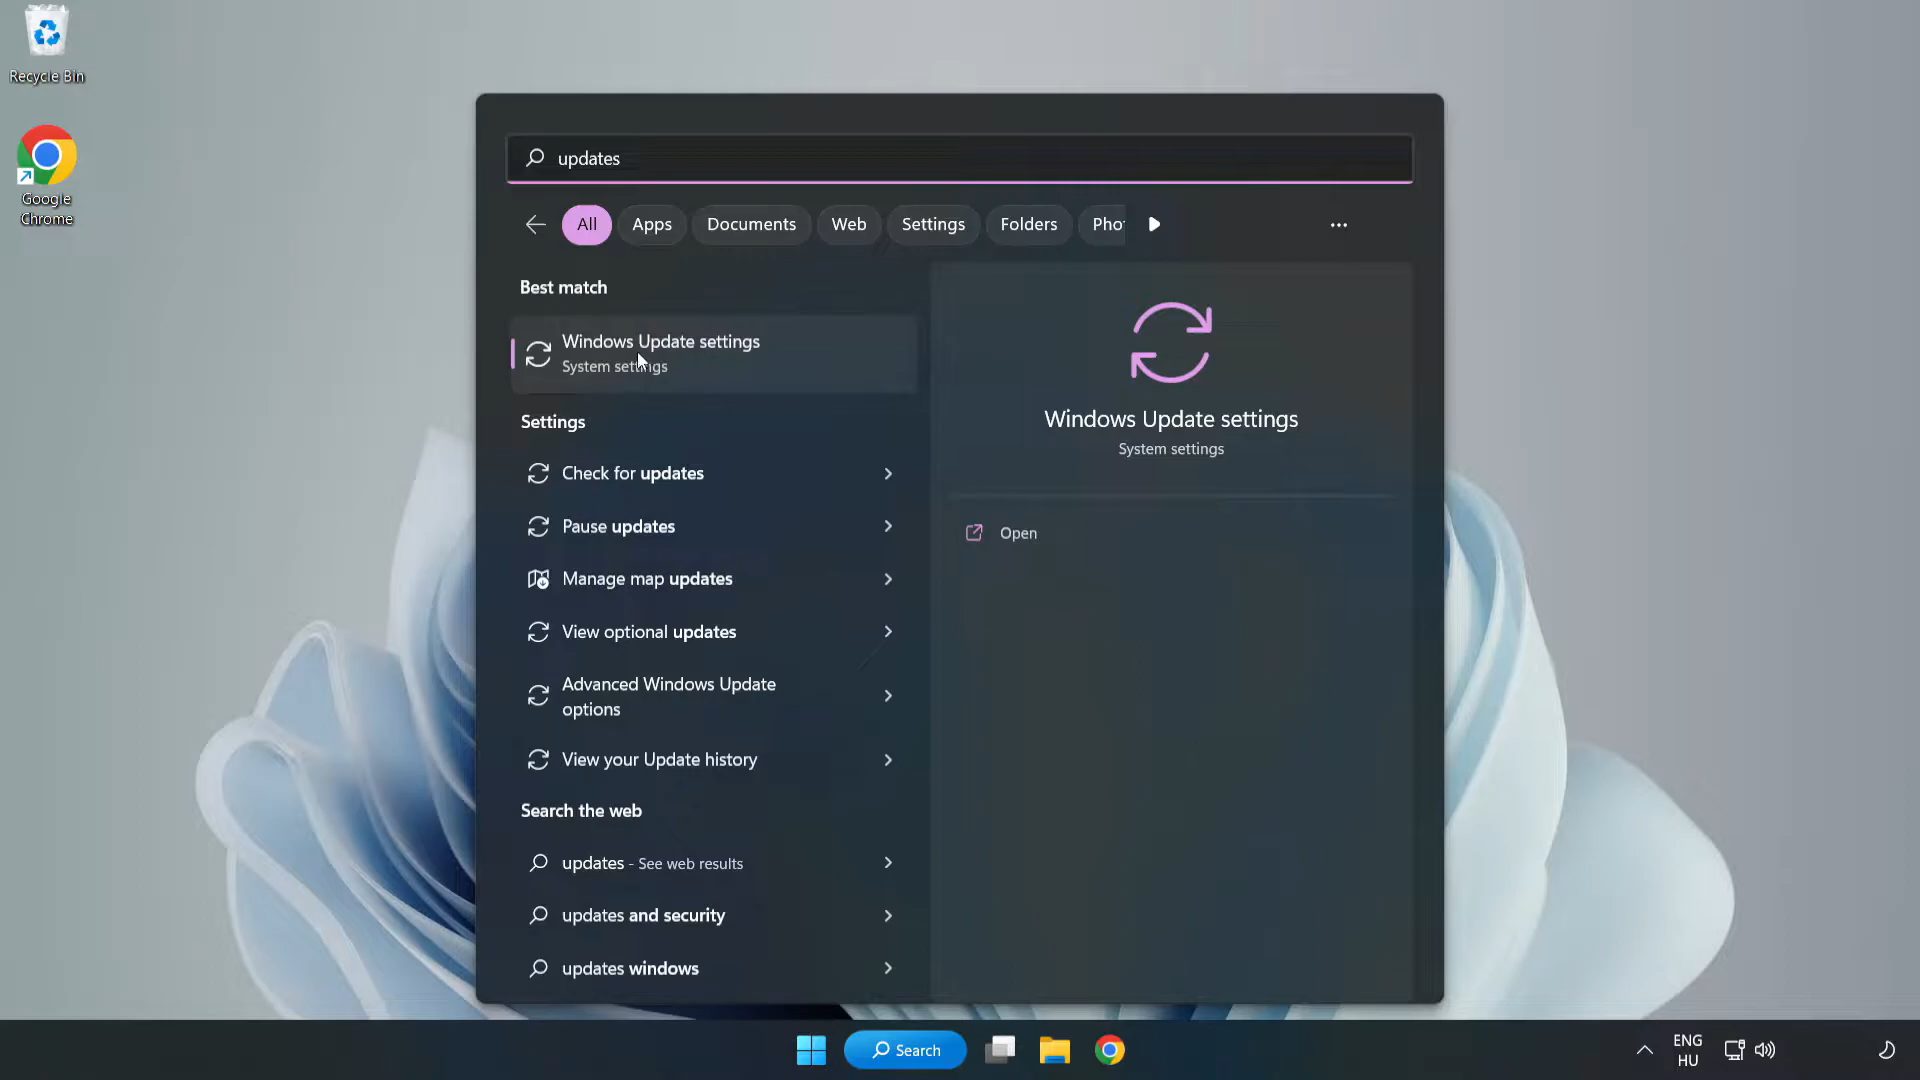 Recycle Bin
Google
Chrome
updates
All
Apps
Documents
Web
Settings
Folders
Pho
Best match
Windows Update settings
System settings
Settings
Check for updates
Pause updates
Manage map updates
View optional updates
Advanced Windows Update
options
View your Update history
Search the web
updates - See web results
updates and security
updates windows
Windows Update settings
System settings
Open
Search
ENG
HU